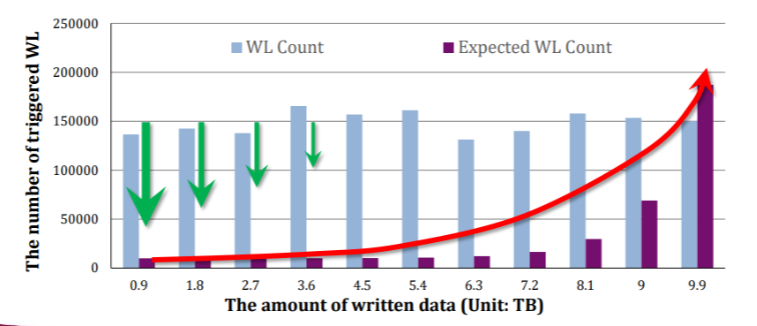 250000
WL Count Expected WL Count
200000
150000
100000
50000
0
The number of triggered WL
0.9 1.8 2.7 3.6 4.5 5.4 6.3 7.2 8.1 9 9.9
The amount of written data (Unit: TB)